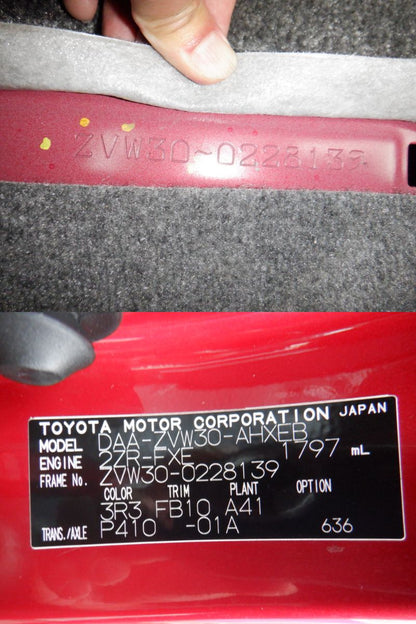 ZVW30-0228139
TOYOTA MOTOR CORPORATION JAPAN
MODEL DAA-ZVW30-AHXEB
ENGINE 2ZR-FXE 1797 mL
FRAME No. ZVW30-0228139
COLOR TRIM PLANT OPTION
3R3 FB10 A41
TRANS./AXLE P410 -01A 636